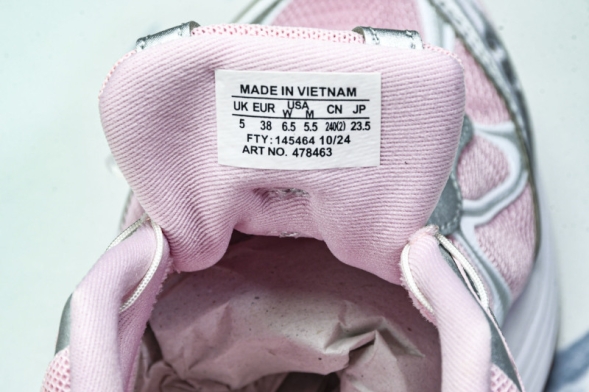 MADE IN VIETNAM
UK EUR USA W M CN JP
5 38 6.5 5.5 240(2) 23.5
FTY: 145464 10/24
ART NO. 478463